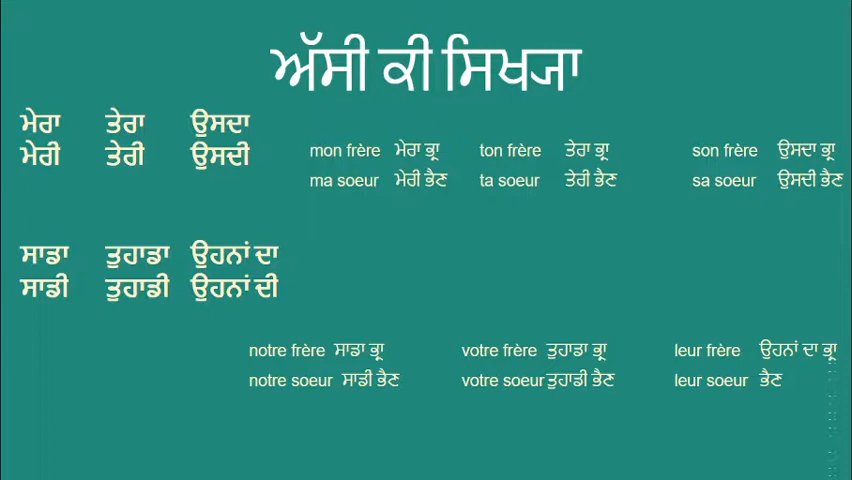 ਅੱਸੀ ਕੀ ਸਿਖ੍ਯਾ
ਮੇਰਾ ਤੇਰਾ ਉਸਦਾ
ਮੇਰੀ ਤੇਰੀ ਉਸਦੀ
mon frère ਮੇਰਾ ਭ੍ਰਾ ton frère ਤੇਰਾ ਭ੍ਰਾ son frère ਉਸਦਾ ਭ੍ਰਾ
ma soeur ਮੇਰੀ ਭੈਣ ta soeur ਤੇਰੀ ਭੈਣ sa soeur ਉਸਦੀ ਭੈਣ
ਸਾਡਾ ਤੁਹਾਡਾ ਉਹਨਾਂ ਦਾ
ਸਾਡੀ ਤੁਹਾਡੀ ਉਹਨਾਂ ਦੀ
notre frère ਸਾਡਾ ਭ੍ਰਾ votre frère ਤੁਹਾਡਾ ਭ੍ਰਾ leur frère ਉਹਨਾਂ ਦਾ ਭ੍ਰਾ
notre soeur ਸਾਡੀ ਭੈਣ votre soeur ਤੁਹਾਡੀ ਭੈਣ leur soeur ਭੈਣ